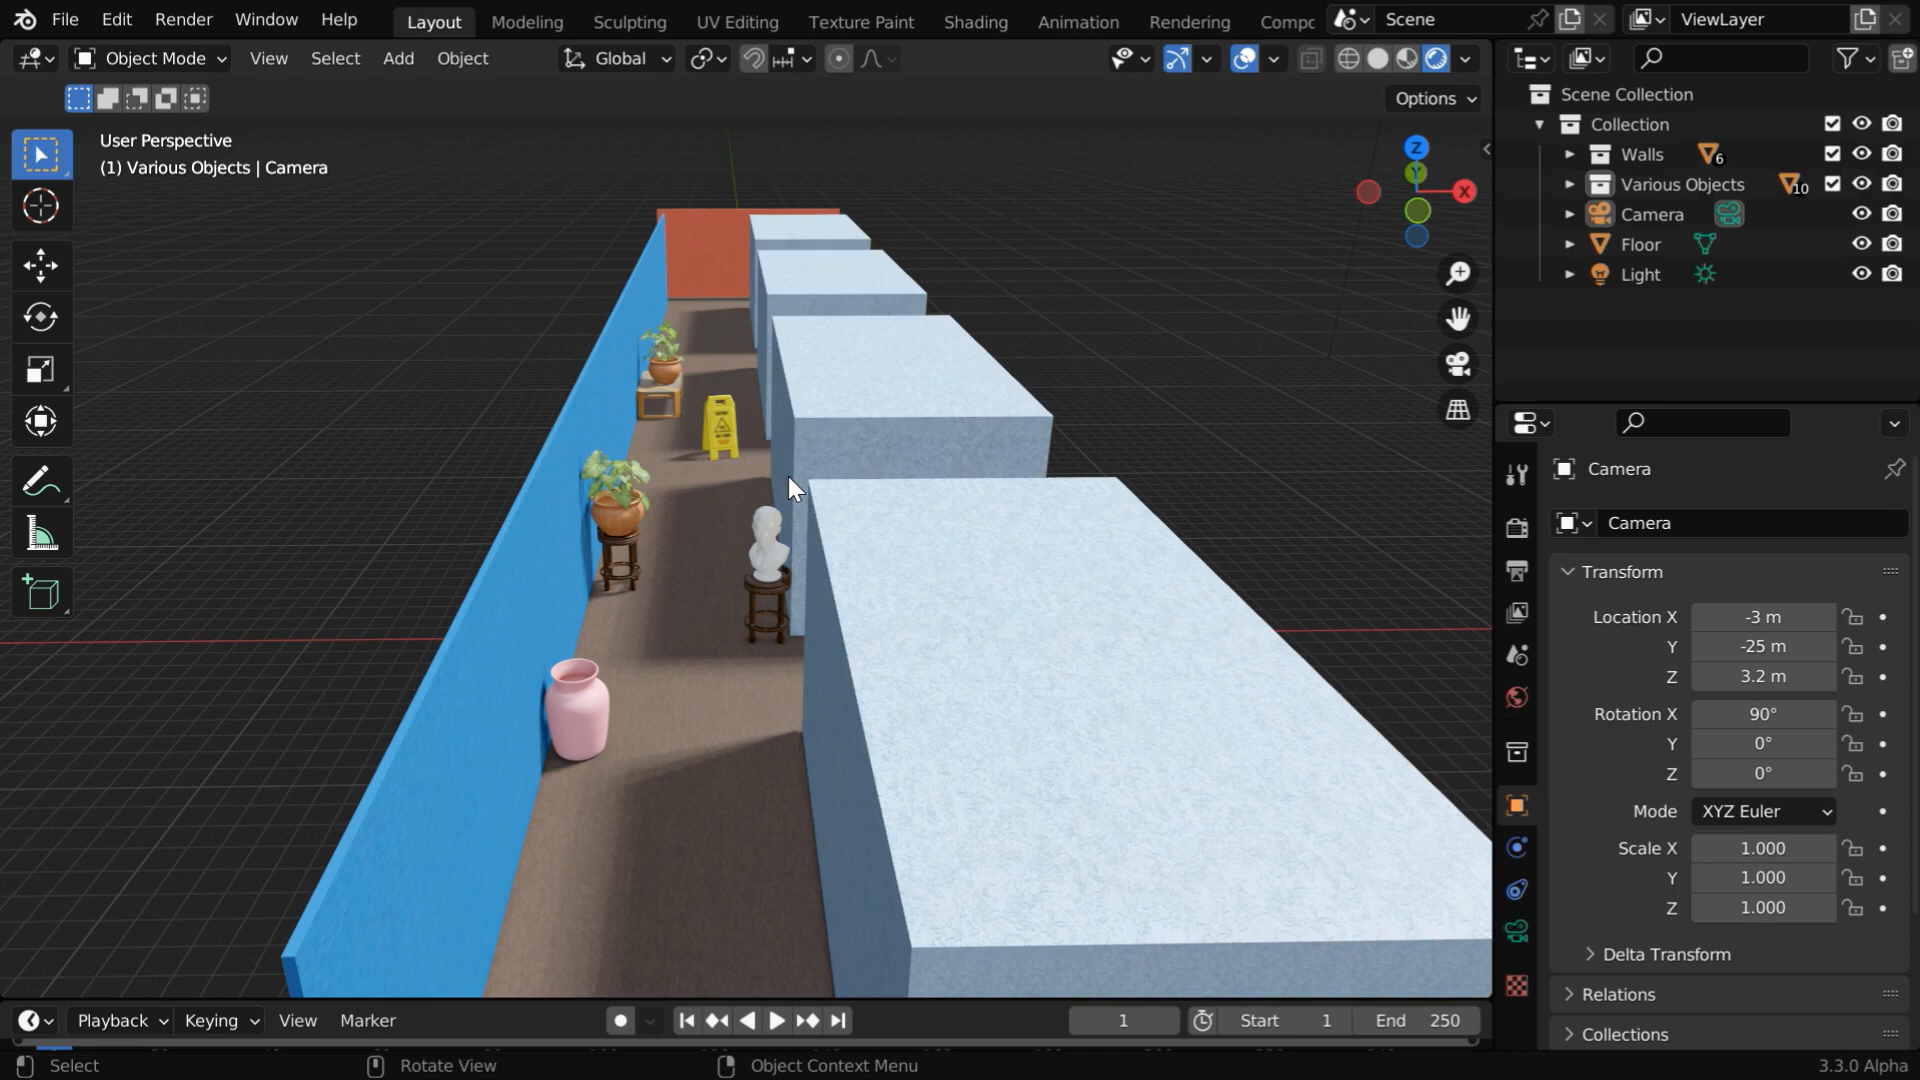 File Edit Render Window Help Layout Modeling Sculpting UV Editing Texture Paint Shading Animation Rendering Compc Scene ViewLayer
Object Mode View Select Add Object Global
Options
User Perspective
(1) Various Objects | Camera
Z
Y
X
Scene Collection
Collection
Walls 6
Various Objects 10
Camera
Floor
Light
Camera
Camera
Transform
Location X -3 m
Y -25 m
Z 3.2 m
Rotation X 90°
Y 0°
Z 0°
Mode XYZ Euler
Scale X 1.000
Y 1.000
Z 1.000
Delta Transform
Relations
Collections
Playback Keying View Marker 1 Start 1 End 250
Select Rotate View Object Context Menu 3.3.0 Alpha